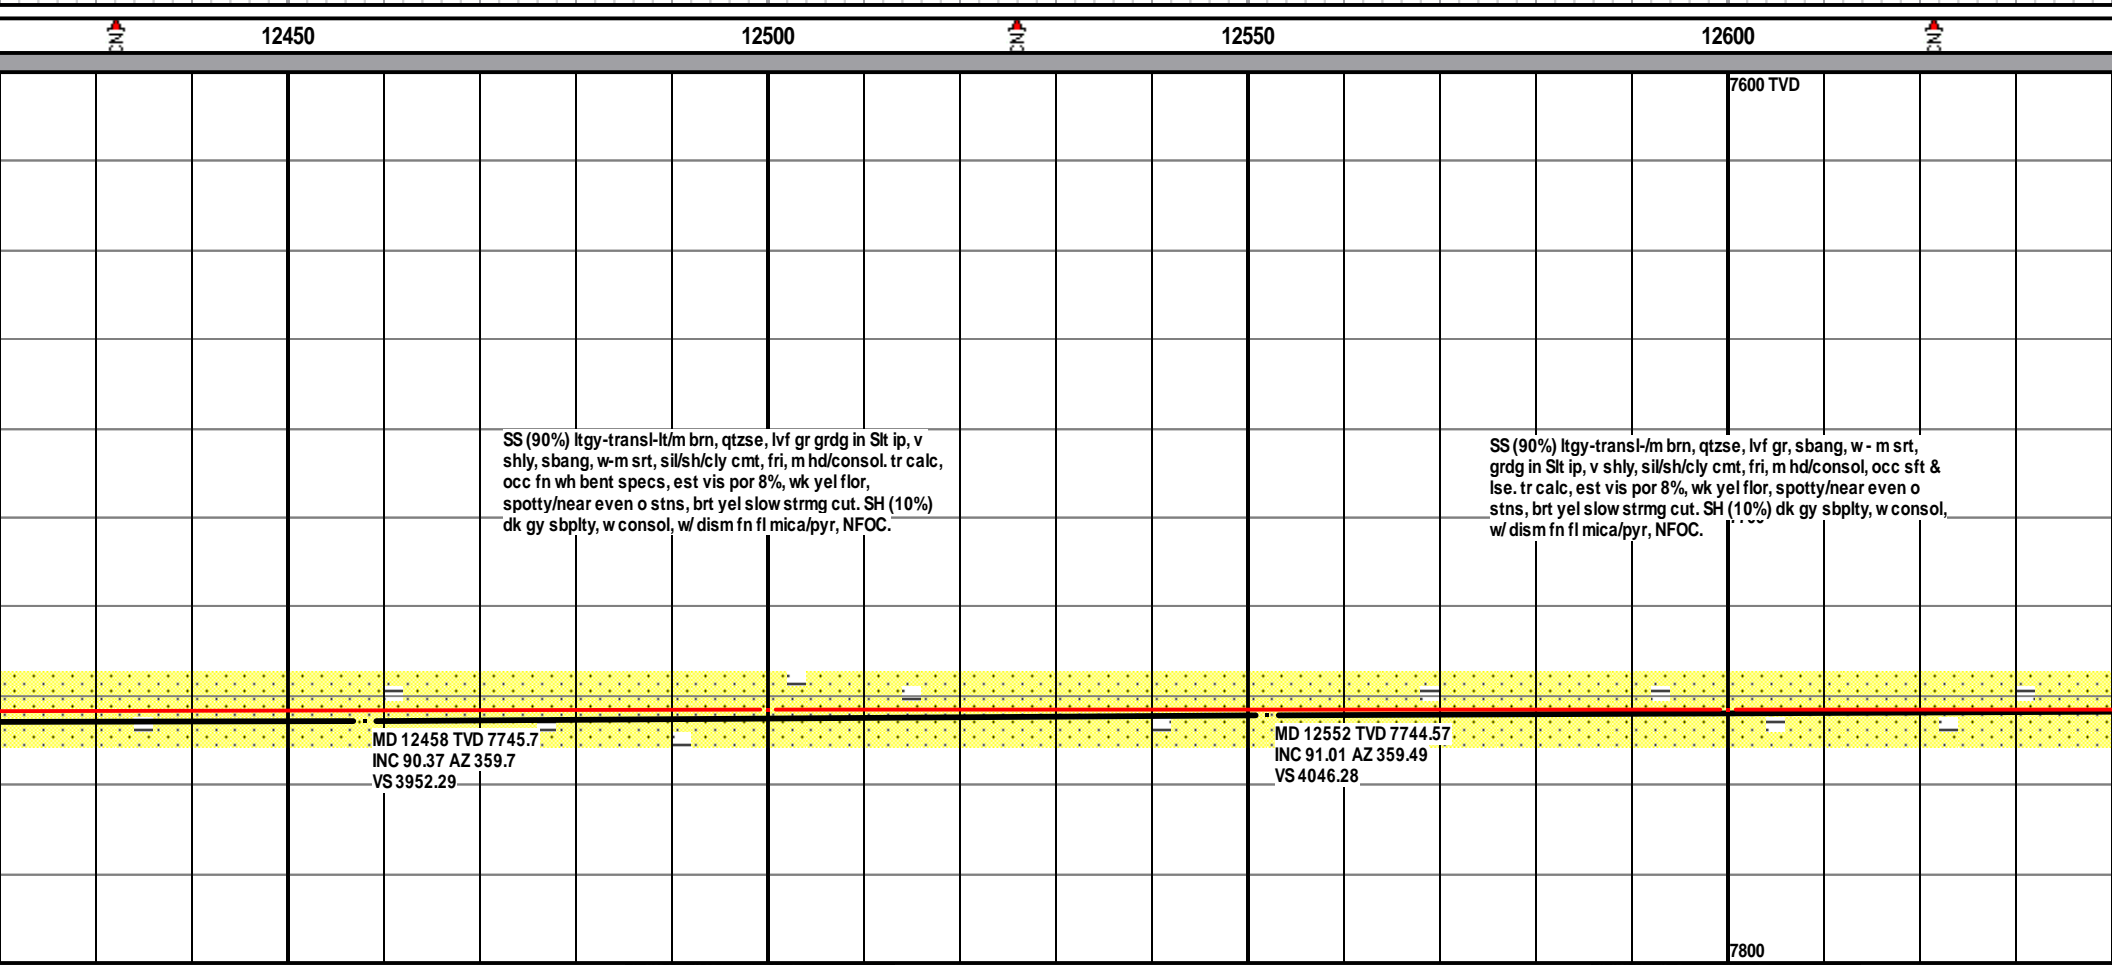 12450
12500
12550
12600
CN
CN
CN
7600 TVD
SS (90%) ltgy-transl-lt/m brn, qtzse, lvf gr grdg in Slt ip, v
shly, sbang, w-m srt, sil/sh/cly cmt, fri, m hd/consol. tr calc,
occ fn wh bent specs, est vis por 8%, wk yel flor,
spotty/near even o stns, brt yel slow strmg cut. SH (10%)
dk gy sbplty, w consol, w/ dism fn fl mica/pyr, NFOC.
SS (90%) ltgy-transl-/m brn, qtzse, lvf gr, sbang, w - m srt,
grdg in Slt ip, v shly, sil/sh/cly cmt, fri, m hd/consol, occ sft &
lse. tr calc, est vis por 8%, wk yel flor, spotty/near even o
stns, brt yel slow strmg cut. SH (10%) dk gy sbplty, w consol,
w/ dism fn fl mica/pyr, NFOC.
MD 12458 TVD 7745.7
INC 90.37 AZ 359.7
VS 3952.29
MD 12552 TVD 7744.57
INC 91.01 AZ 359.49
VS 4046.28
7800